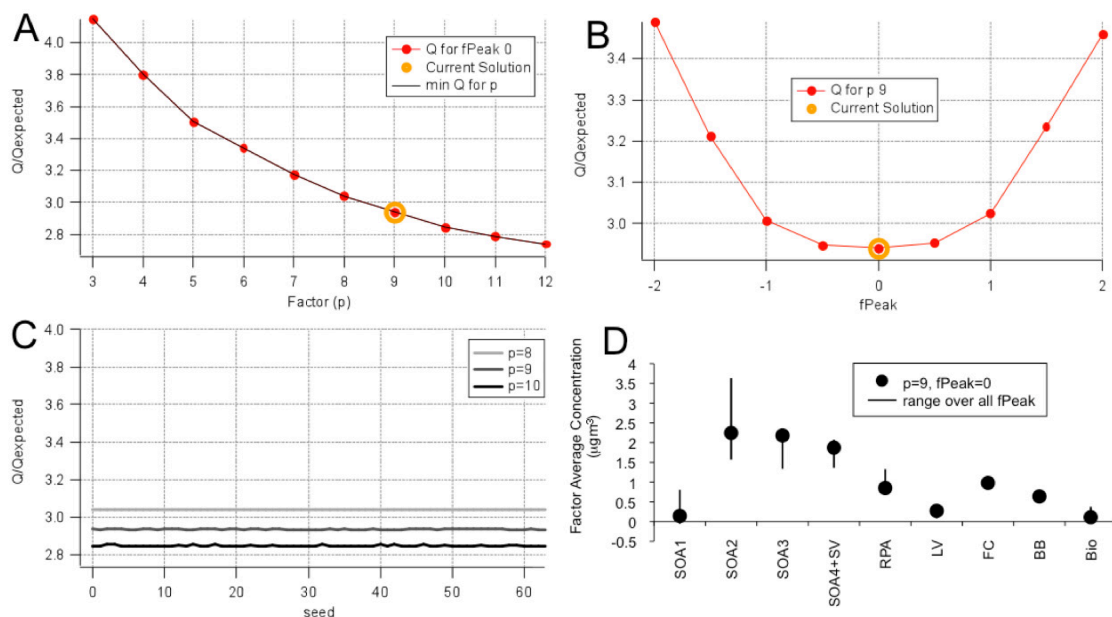 A
Q/Qexpected
4.0
3.8
3.6
3.4
3.2
3.0
2.8
Q for fPeak 0
Current Solution
min Q for p
3 4 5 6 7 8 9 10 11 12
Factor (p)
B
Q/Qexpected
3.4
3.3
3.2
3.1
3.0
Q for p 9
Current Solution
-2 -1 0 1 2
fPeak
C
Q/Qexpected
4.0
3.8
3.6
3.4
3.2
3.0
2.8
p=8
p=9
p=10
0 10 20 30 40 50 60
seed
D
Factor Average Concentration
(µgm³)
4
3.5
3
2.5
2
1.5
1
0.5
0
-0.5
p=9, fPeak=0
range over all fPeak
SOA1
SOA2
SOA3
SOA4+SV
RPA
LV
FC
BB
Bio